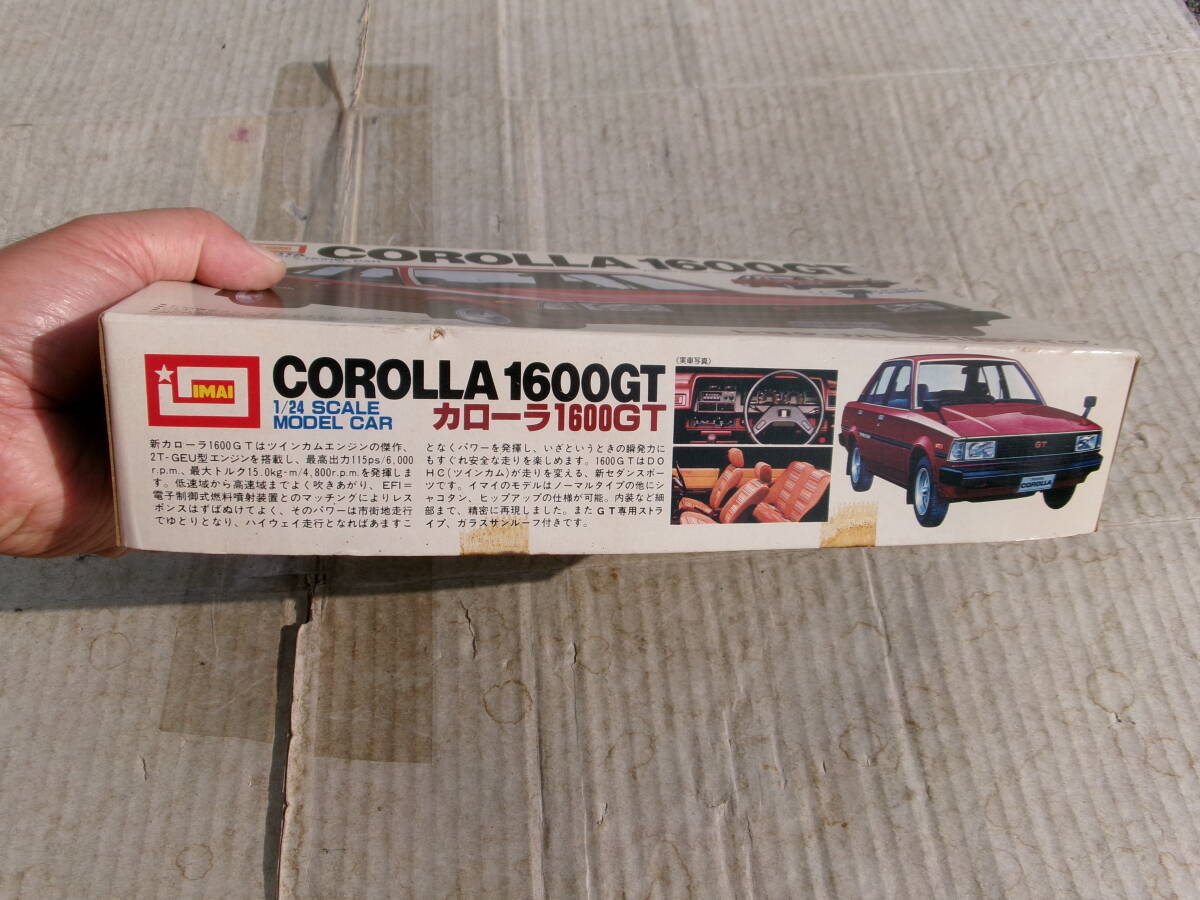 COROLLA 1600GT
IMAI
COROLLA 1600GT
1/24 SCALE
MODEL CAR
カローラ1600GT
新カローラ1600GTはツインカムエンジンの傑作、
2T-GEU型エンジンを搭載し、最高出力115ps/6,000
r.p.m、最大トルク15.0kg-m/4,800r.p.m.を発揮しま
す。低速域から高速域までよく吹きあがり、EFI=
電子制御式燃料噴射装置とのマッチングによりレス
ポンスはずばぬけてよく、そのパワーは市街地走行
でゆとりとなり、ハイウェイ走行となればあますこ
となくパワーを発揮し、いざというときの瞬発力に
もすぐれ安全な走りを楽しめます。1600GTはDO
HC(ツインカム)が走りを変える、新セダンスポー
ツです。イマイのモデルはノーマルタイプの他にシ
ャコタン、ヒップアップの仕様が可能。内装など細
部まで、精密に再現しました。またGT専用ストラ
イプ、ガラスサンルーフ付きです。
(実車写真)
GT
COROLLA